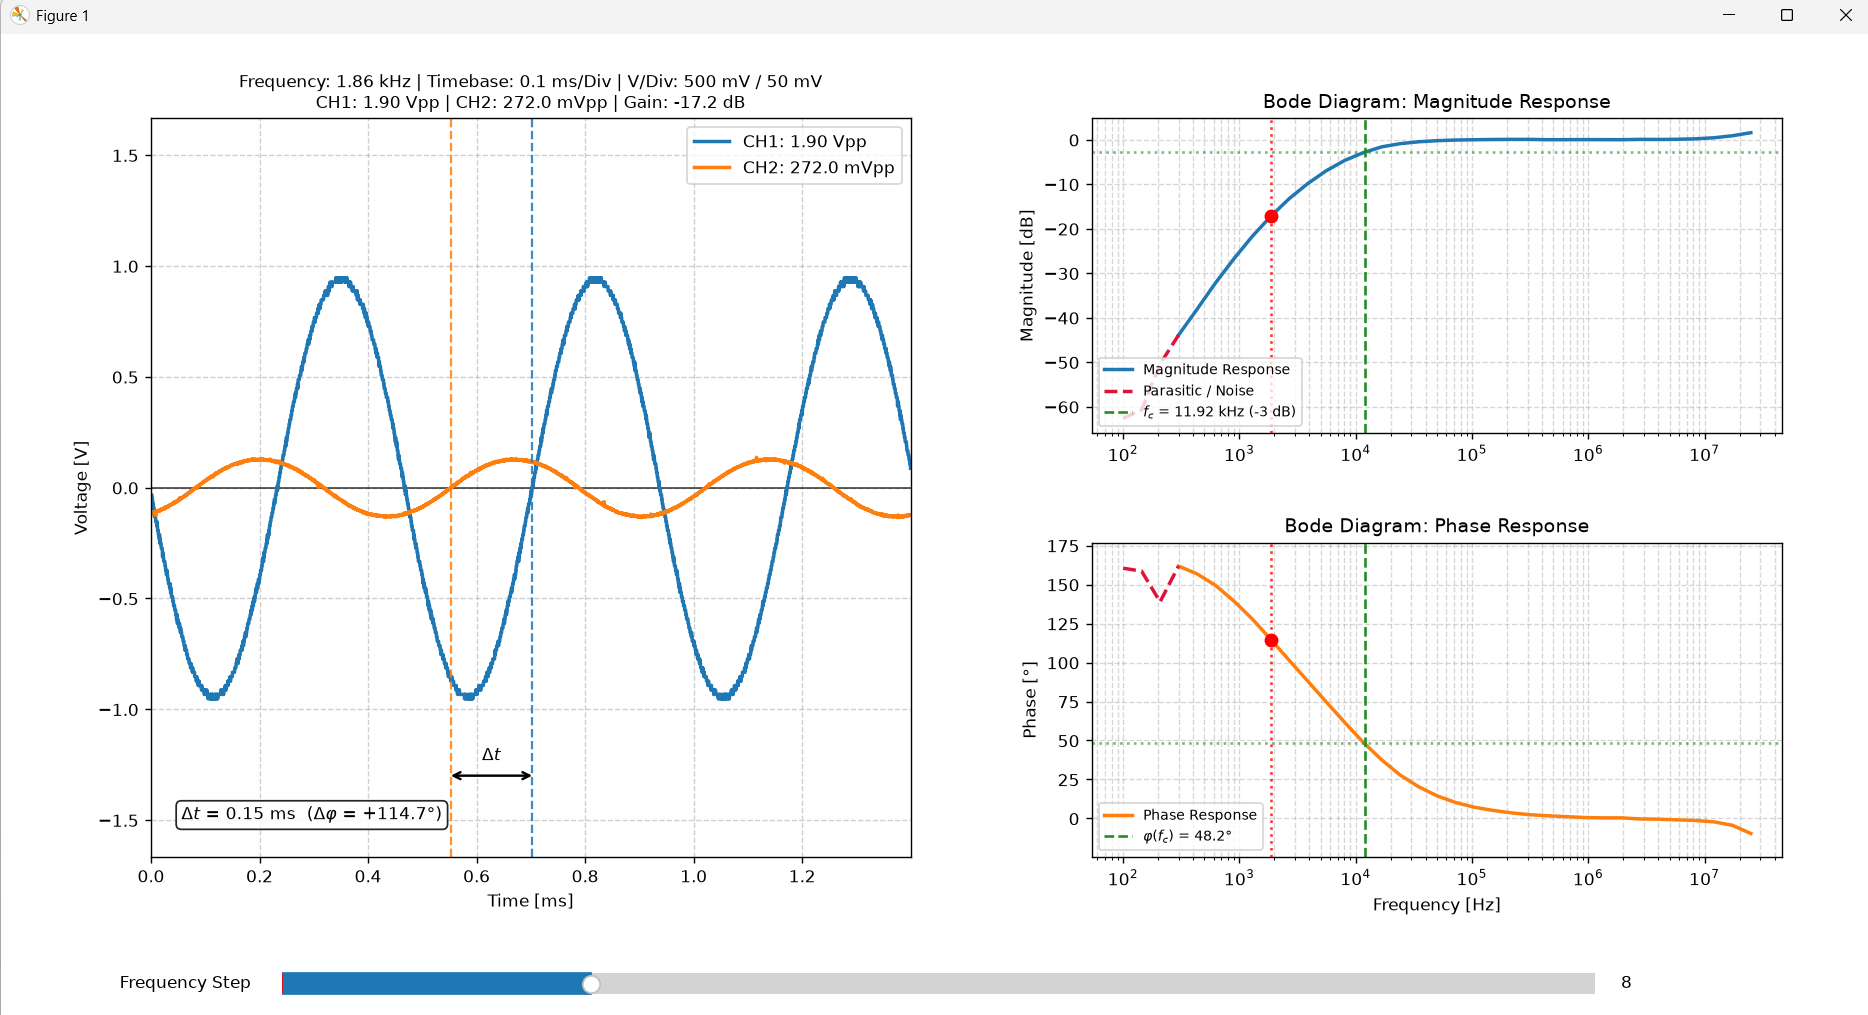 Figure 1
Frequency: 1.86 kHz | Timebase: 0.1 ms/Div | V/Div: 500 mV / 50 mV
CH1: 1.90 Vpp | CH2: 272.0 mVpp | Gain: -17.2 dB
CH1: 1.90 Vpp
CH2: 272.0 mVpp
1.5
1.0
0.5
0.0
−0.5
−1.0
−1.5
Voltage [V]
Δt
Δt = 0.15 ms (Δφ = +114.7°)
0.0 0.2 0.4 0.6 0.8 1.0 1.2
Time [ms]
Bode Diagram: Magnitude Response
0
−10
−20
−30
−40
−50
−60
Magnitude [dB]
Magnitude Response
Parasitic / Noise
f_c = 11.92 kHz (-3 dB)
10² 10³ 10⁴ 10⁵ 10⁶ 10⁷
Bode Diagram: Phase Response
175
150
125
100
75
50
25
0
Phase [°]
Phase Response
φ(f_c) = 48.2°
10² 10³ 10⁴ 10⁵ 10⁶ 10⁷
Frequency [Hz]
Frequency Step 8